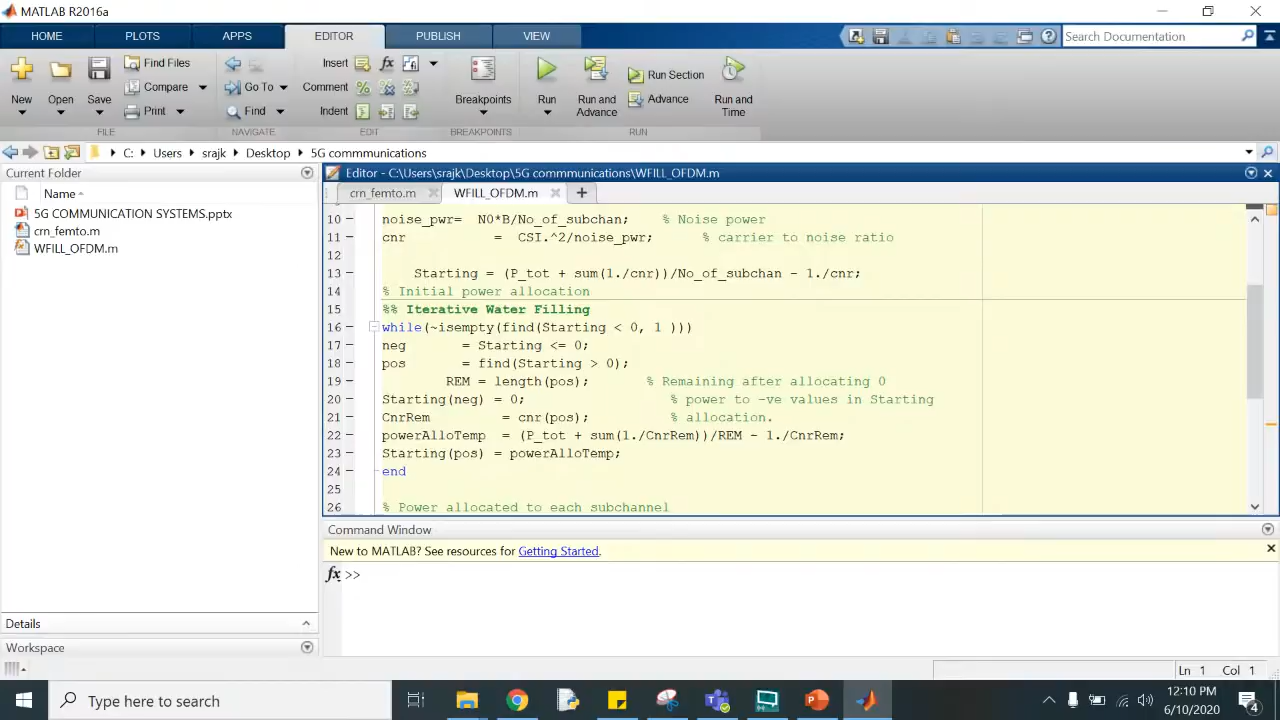 MATLAB R2016a
HOME PLOTS APPS EDITOR PUBLISH VIEW
Search Documentation
New Open Save
Find Files
Compare
Print
Go To
Find
Insert fx
Comment
Indent
Breakpoints
Run
Run and Advance
Run Section
Advance
Run and Time
FILE NAVIGATE EDIT BREAKPOINTS RUN
C: Users srajk Desktop 5G commmunications
Current Folder
Name
5G COMMUNICATION SYSTEMS.pptx
crn_femto.m
WFILL_OFDM.m
Details
Workspace
Editor - C:\Users\srajk\Desktop\5G commmunications\WFILL_OFDM.m
crn_femto.m WFILL_OFDM.m
10 noise_pwr= N0*B/No_of_subchan; % Noise power
11 cnr = CSI.^2/noise_pwr; % carrier to noise ratio
12
13 Starting = (P_tot + sum(1./cnr))/No_of_subchan - 1./cnr;
14 % Initial power allocation
15 %% Iterative Water Filling
16 while(~isempty(find(Starting < 0, 1 )))
17 neg = Starting <= 0;
18 pos = find(Starting > 0);
19 REM = length(pos); % Remaining after allocating 0
20 Starting(neg) = 0; % power to -ve values in Starting
21 CnrRem = cnr(pos); % allocation.
22 powerAlloTemp = (P_tot + sum(1./CnrRem))/REM - 1./CnrRem;
23 Starting(pos) = powerAlloTemp;
24 end
25
26 % Power allocated to each subchannel
Command Window
New to MATLAB? See resources for Getting Started.
fx >>
Ln 1 Col 1
Type here to search
12:10 PM
6/10/2020
4